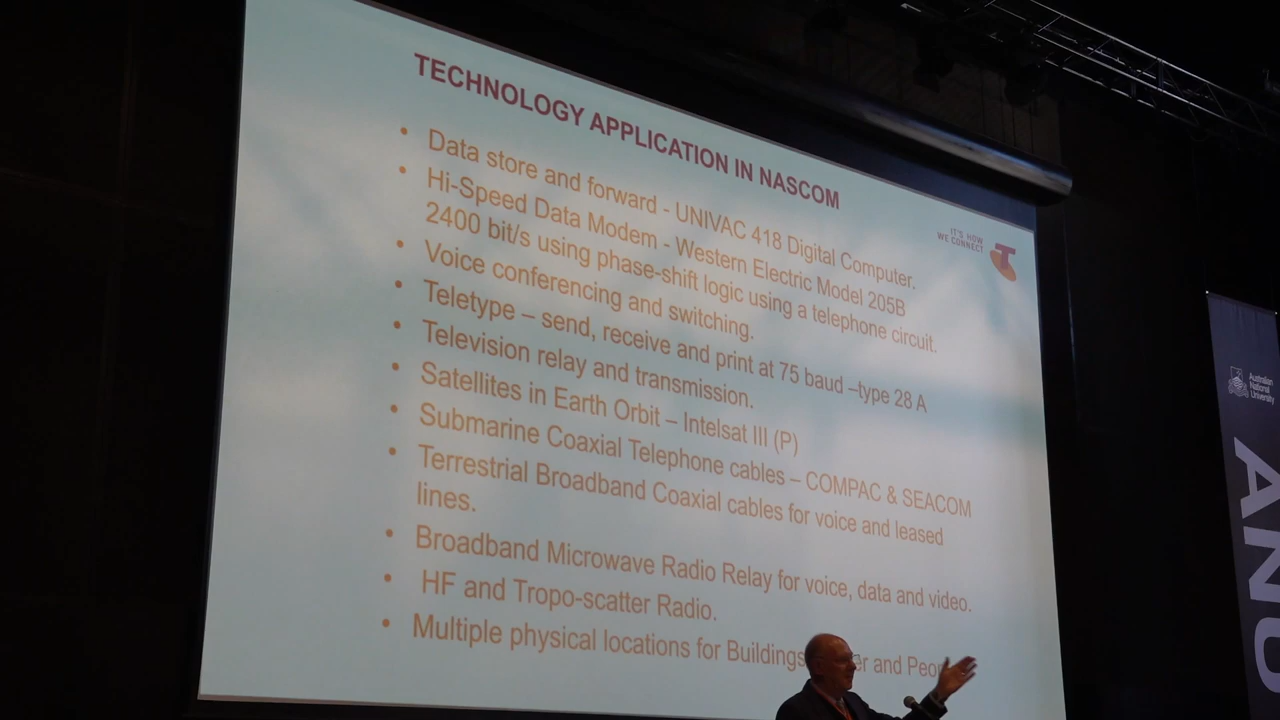 TECHNOLOGY APPLICATION IN NASCOM
• Data store and forward - UNIVAC 418 Digital Computer.
• Hi-Speed Data Modem - Western Electric Model 205B
2400 bit/s using phase-shift logic using a telephone circuit.
• Voice conferencing and switching.
• Teletype – send, receive and print at 75 baud –type 28 A
• Television relay and transmission.
• Satellites in Earth Orbit – Intelsat III (P)
• Submarine Coaxial Telephone cables – COMPAC & SEACOM
• Terrestrial Broadband Coaxial cables for voice and leased
lines.
• Broadband Microwave Radio Relay for voice, data and video.
• HF and Tropo-scatter Radio.
• Multiple physical locations for Buildings and
IT'S HOW
WE CONNECT
T
Australian
National
University
ANU